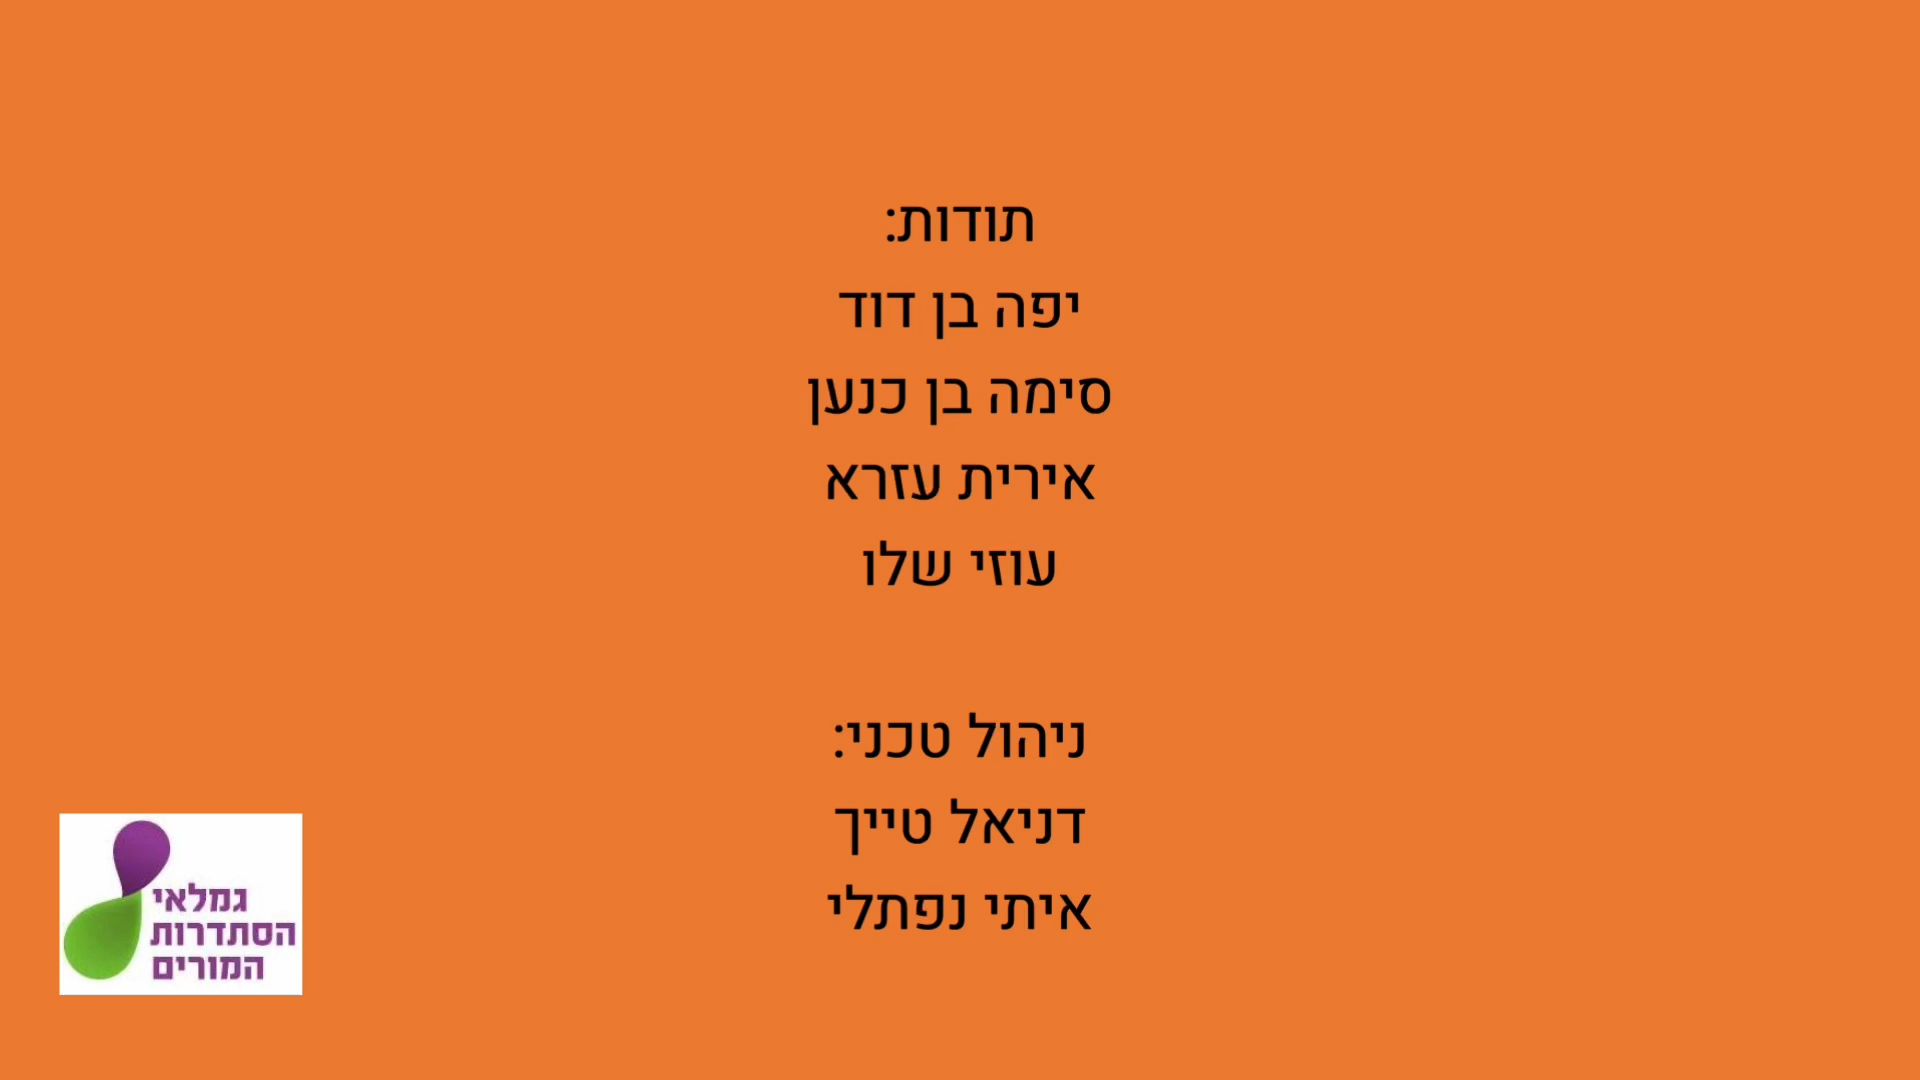 תודות:
יפה בן דוד
סימה בן כנען
אירית עזרא
עוזי שלו
ניהול טכני:
דניאל טייך
איתי נפתלי
גמלאי
הסתדרות
המורים